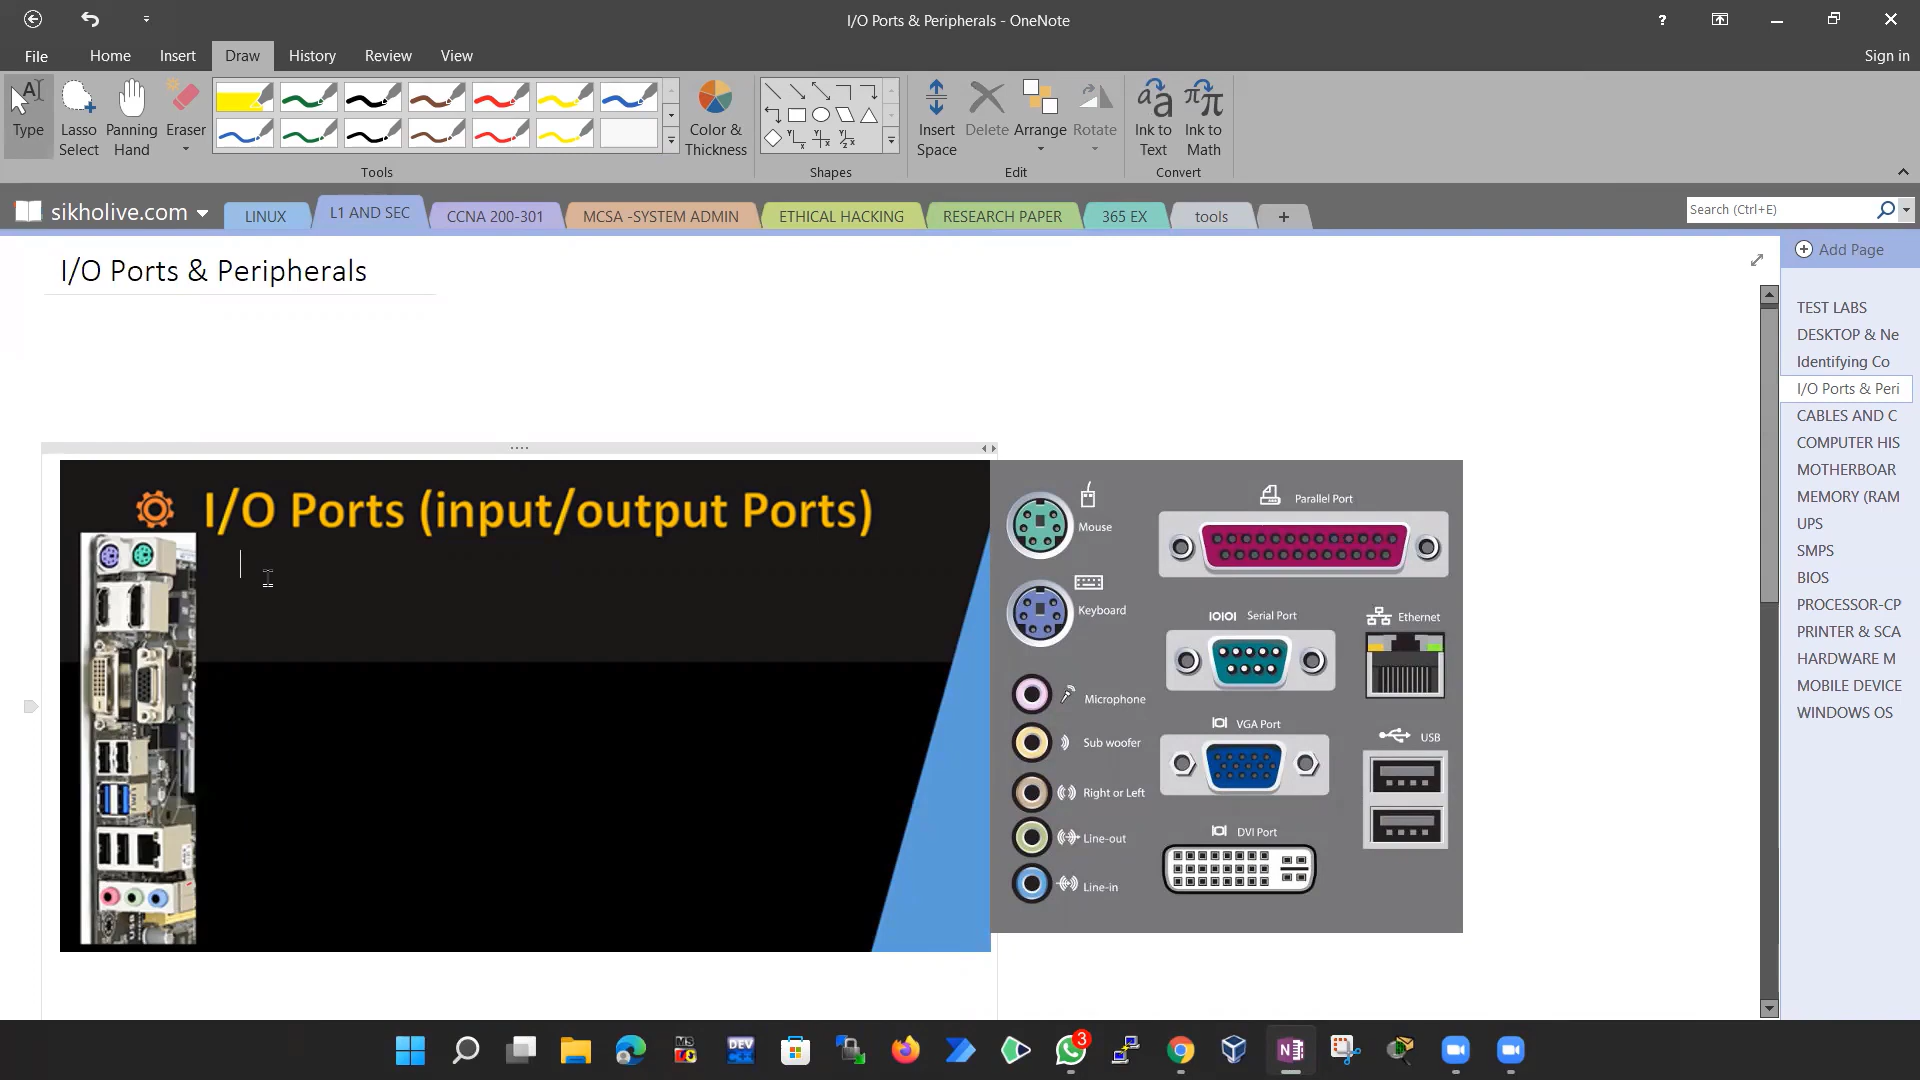 I/O Ports & Peripherals - OneNote
?
File
Home
Insert
Draw
History
Review
View
Sign in
Type
Lasso Select
Panning Hand
Eraser
Color & Thickness
Insert Space
Delete
Arrange
Rotate
Ink to Text
Ink to Math
Tools
Shapes
Edit
Convert
sikholive.com
LINUX
L1 AND SEC
CCNA 200-301
MCSA -SYSTEM ADMIN
ETHICAL HACKING
RESEARCH PAPER
365 EX
tools
Search (Ctrl+E)
I/O Ports & Peripherals
Add Page
TEST LABS
DESKTOP & Ne
Identifying Co
I/O Ports & Peri
CABLES AND C
COMPUTER HIS
MOTHERBOAR
MEMORY (RAM
UPS
SMPS
BIOS
PROCESSOR-CP
PRINTER & SCA
HARDWARE M
MOBILE DEVICE
WINDOWS OS
I/O Ports (input/output Ports)
Mouse
Parallel Port
Keyboard
IOIOI Serial Port
Ethernet
Microphone
VGA Port
USB
Sub woofer
Right or Left
DVI Port
Line-out
Line-in
MS
DEV
3
N